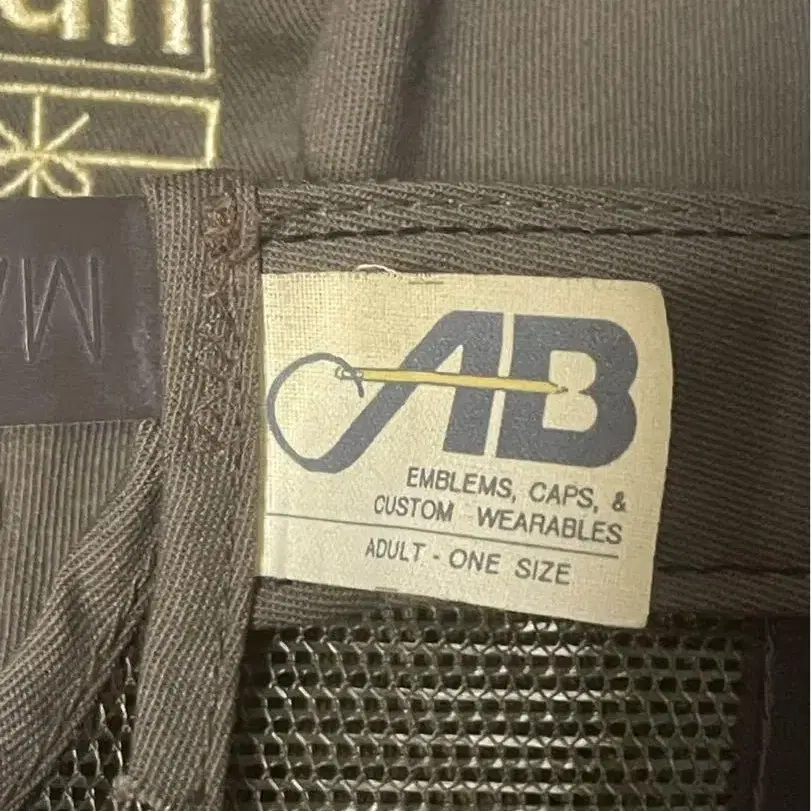 AB
EMBLEMS, CAPS, &
CUSTOM WEARABLES
ADULT - ONE SIZE